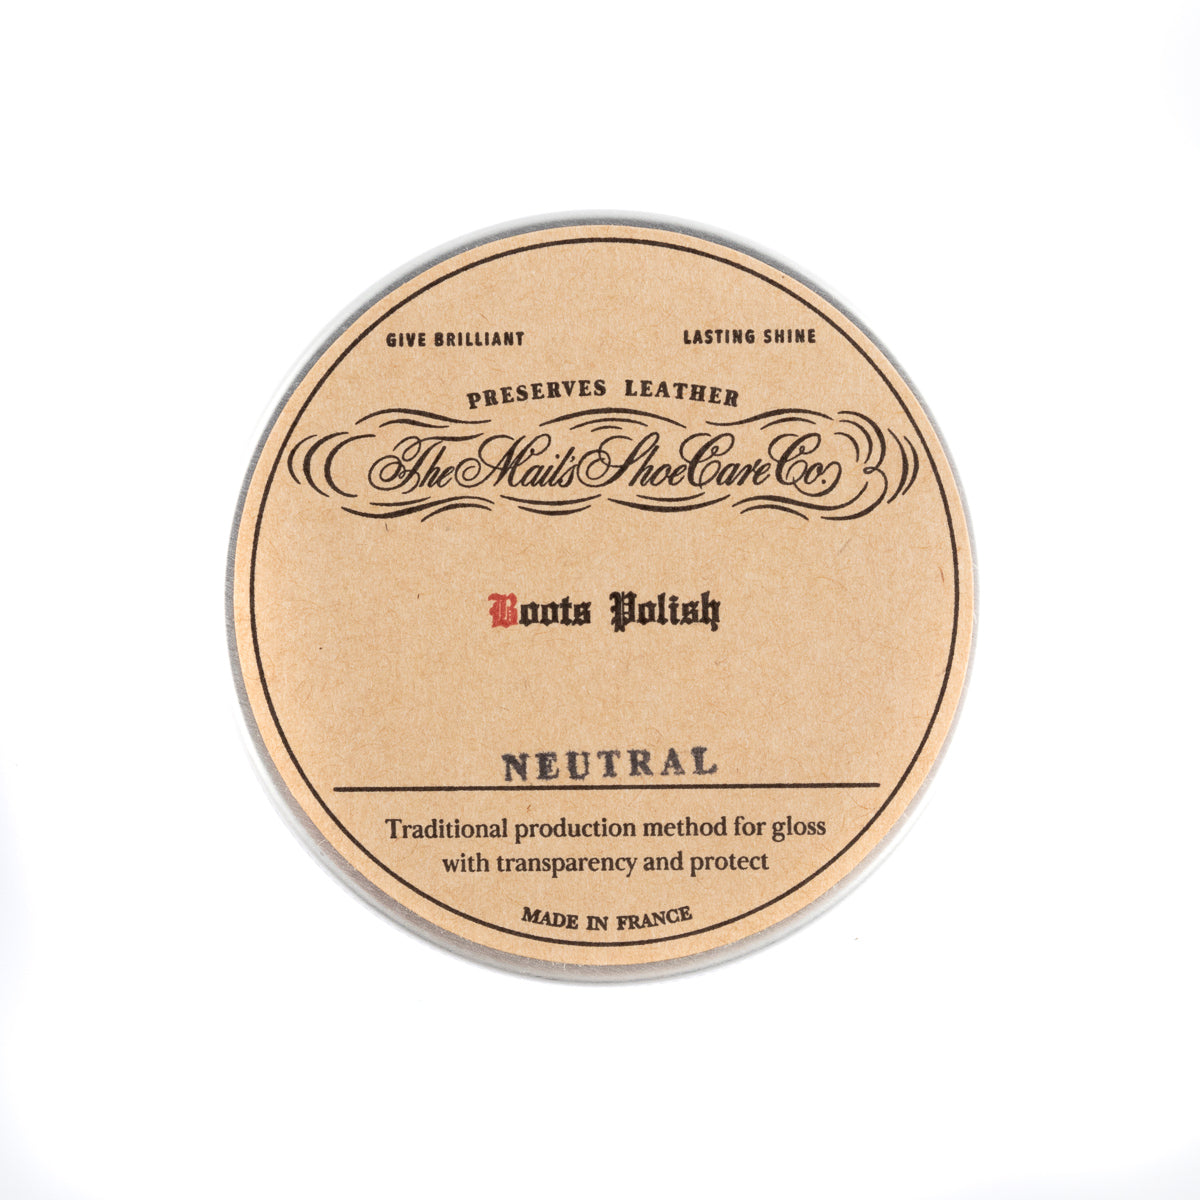 GIVE BRILLIANT LASTING SHINE
PRESERVES LEATHER
The Mail's Shoe Care Co.
Boots Polish
NEUTRAL
Traditional production method for gloss
with transparency and protect
MADE IN FRANCE